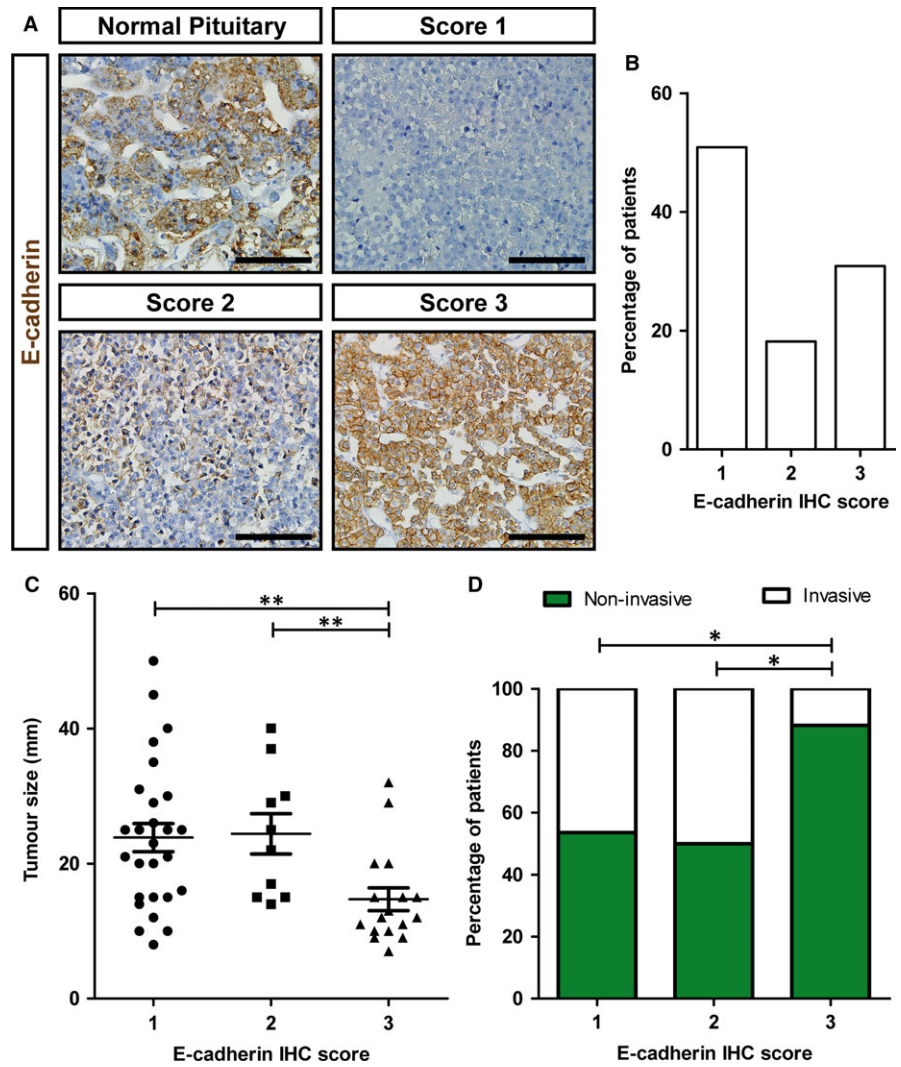 A
Normal Pituitary
Score 1
E-cadherin
Score 2
Score 3
B
60
40
20
0
Percentage of patients
1 2 3
E-cadherin IHC score
C
60
40
20
0
Tumour size (mm)
**
**
1 2 3
E-cadherin IHC score
D
Non-invasive
Invasive
*
*
100
80
60
40
20
0
Percentage of patients
1 2 3
E-cadherin IHC score